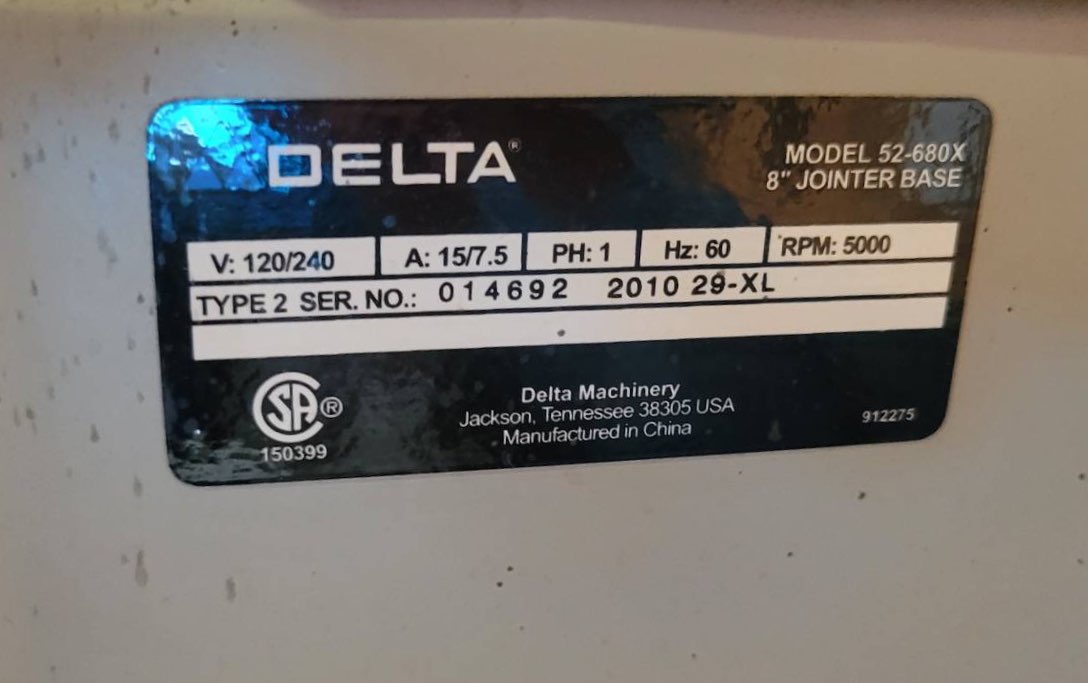 DELTA®
MODEL 52-680X
8" JOINTER BASE
V: 120/240 A: 15/7.5 PH: 1 Hz: 60 RPM: 5000
TYPE 2 SER. NO.: 014692 2010 29-XL
SA®
150399
Delta Machinery
Jackson, Tennessee 38305 USA
Manufactured in China
912275